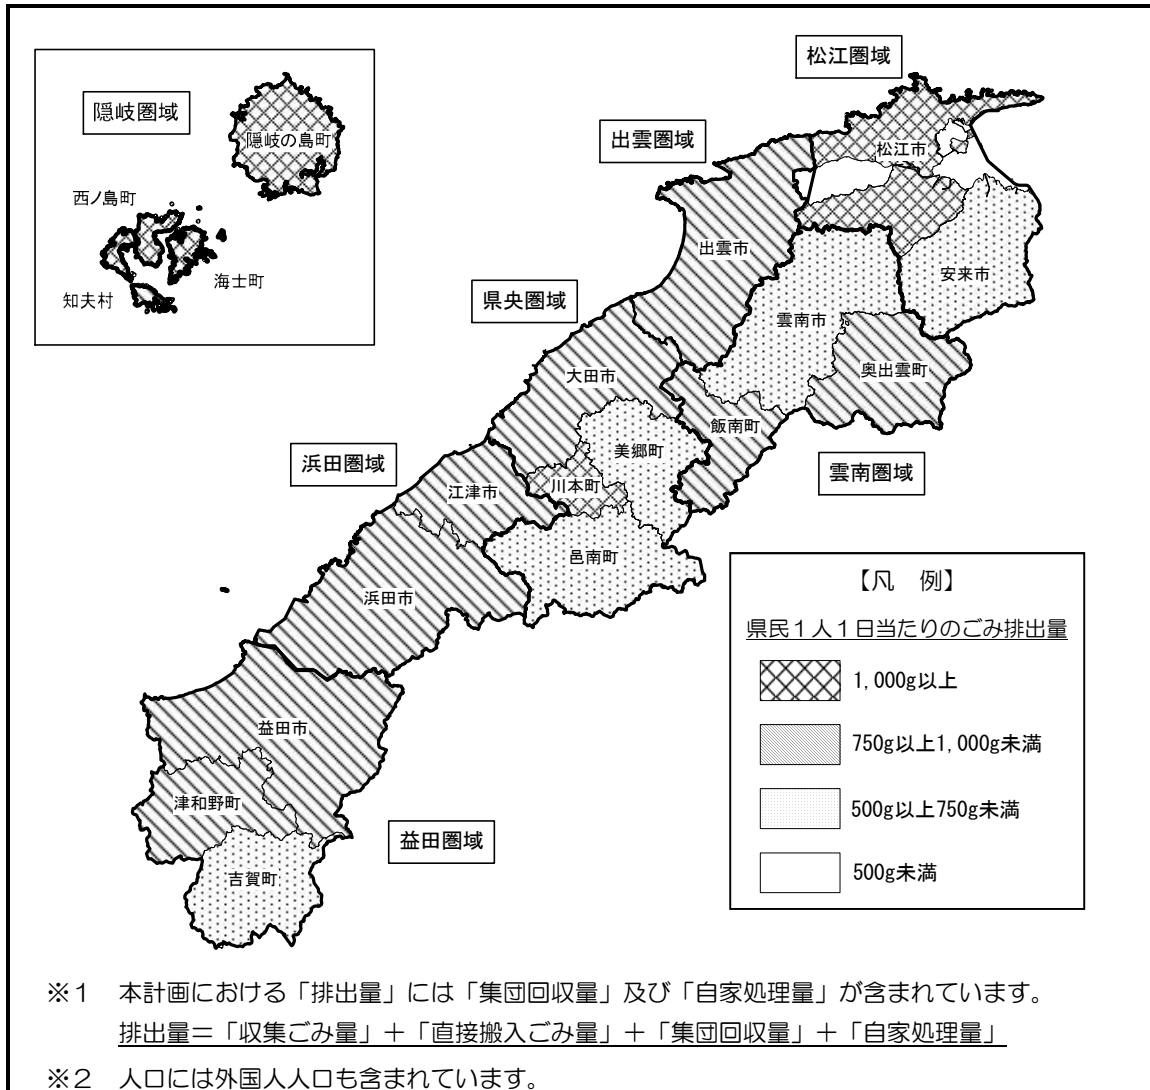 松江圏域
隠岐圏域
出雲圏域
隠岐の島町
松江市
西ノ島町
出雲市
安来市
海士町
知夫村
県央圏域
雲南市
奥出雲町
大田市
飯南町
美郷町
浜田圏域
雲南圏域
川本町
江津市
邑南町
浜田市
【凡　例】
県民１人１日当たりのごみ排出量
1,000g以上
益田市
750g以上1,000g未満
津和野町
500g以上750g未満
益田圏域
500g未満
吉賀町
※１　本計画における「排出量」には「集団回収量」及び「自家処理量」が含まれています。
排出量＝「収集ごみ量」＋「直接搬入ごみ量」＋「集団回収量」＋「自家処理量」
※２　人口には外国人人口も含まれています。